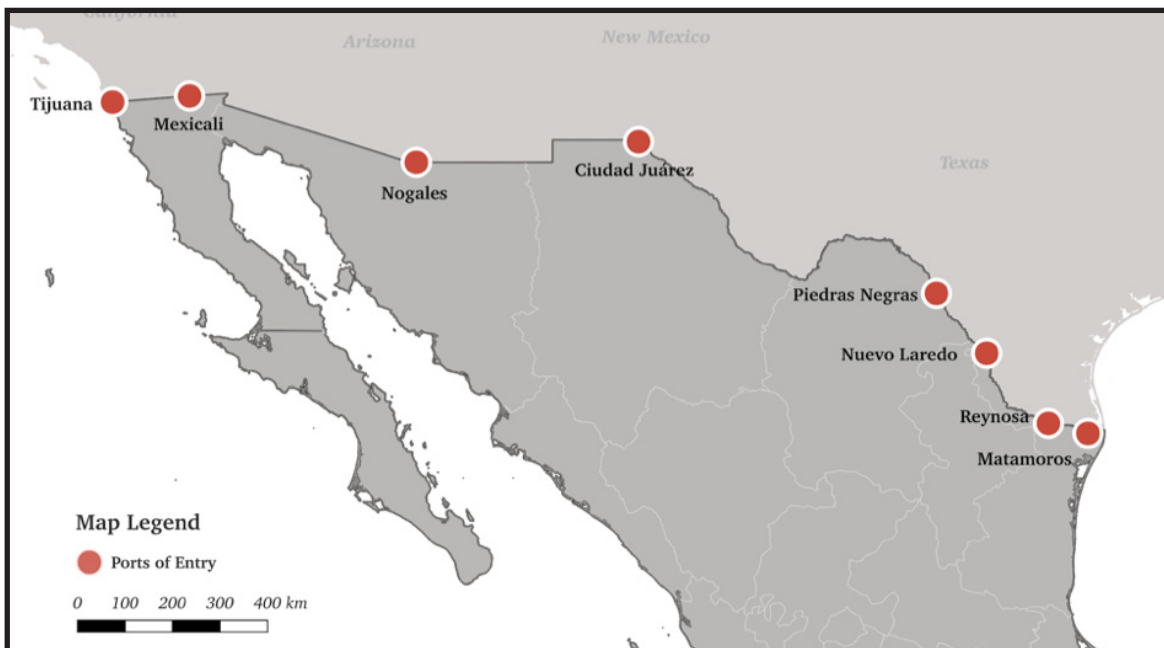 California
Arizona
New Mexico
Tijuana
Mexicali
Texas
Ciudad Juárez
Nogales
Piedras Negras
Nuevo Laredo
Reynosa
Matamoros
Map Legend
Ports of Entry
0 100 200 300 400 km